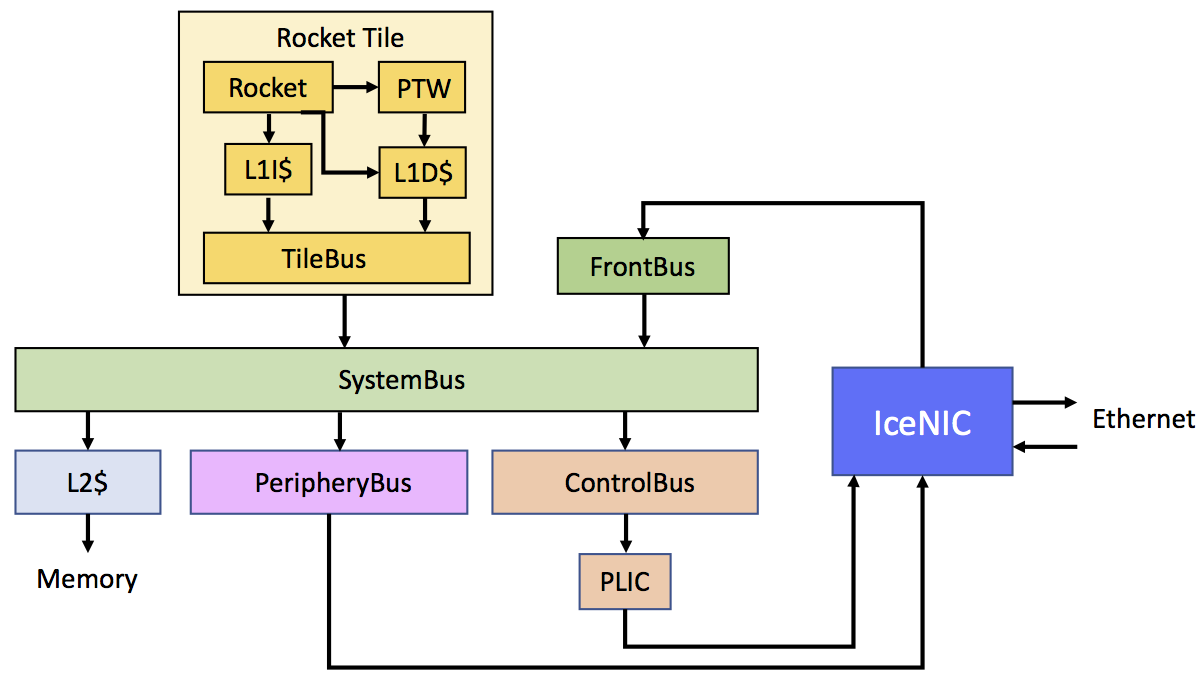 Rocket Tile
Rocket
PTW
L1I$
L1D$
TileBus
FrontBus
SystemBus
IceNIC
Ethernet
L2$
PeripheryBus
ControlBus
Memory
PLIC